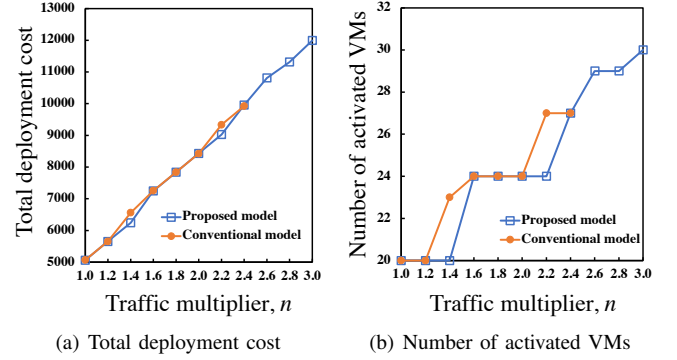 Total deployment cost
13000
12000
11000
10000
9000
8000
7000
6000
5000
Proposed model
Conventional model
1.0 1.2 1.4 1.6 1.8 2.0 2.2 2.4 2.6 2.8 3.0
Traffic multiplier, n
(a) Total deployment cost
Number of activated VMs
32
30
28
26
24
22
20
Proposed model
Conventional model
1.0 1.2 1.4 1.6 1.8 2.0 2.2 2.4 2.6 2.8 3.0
Traffic multiplier, n
(b) Number of activated VMs